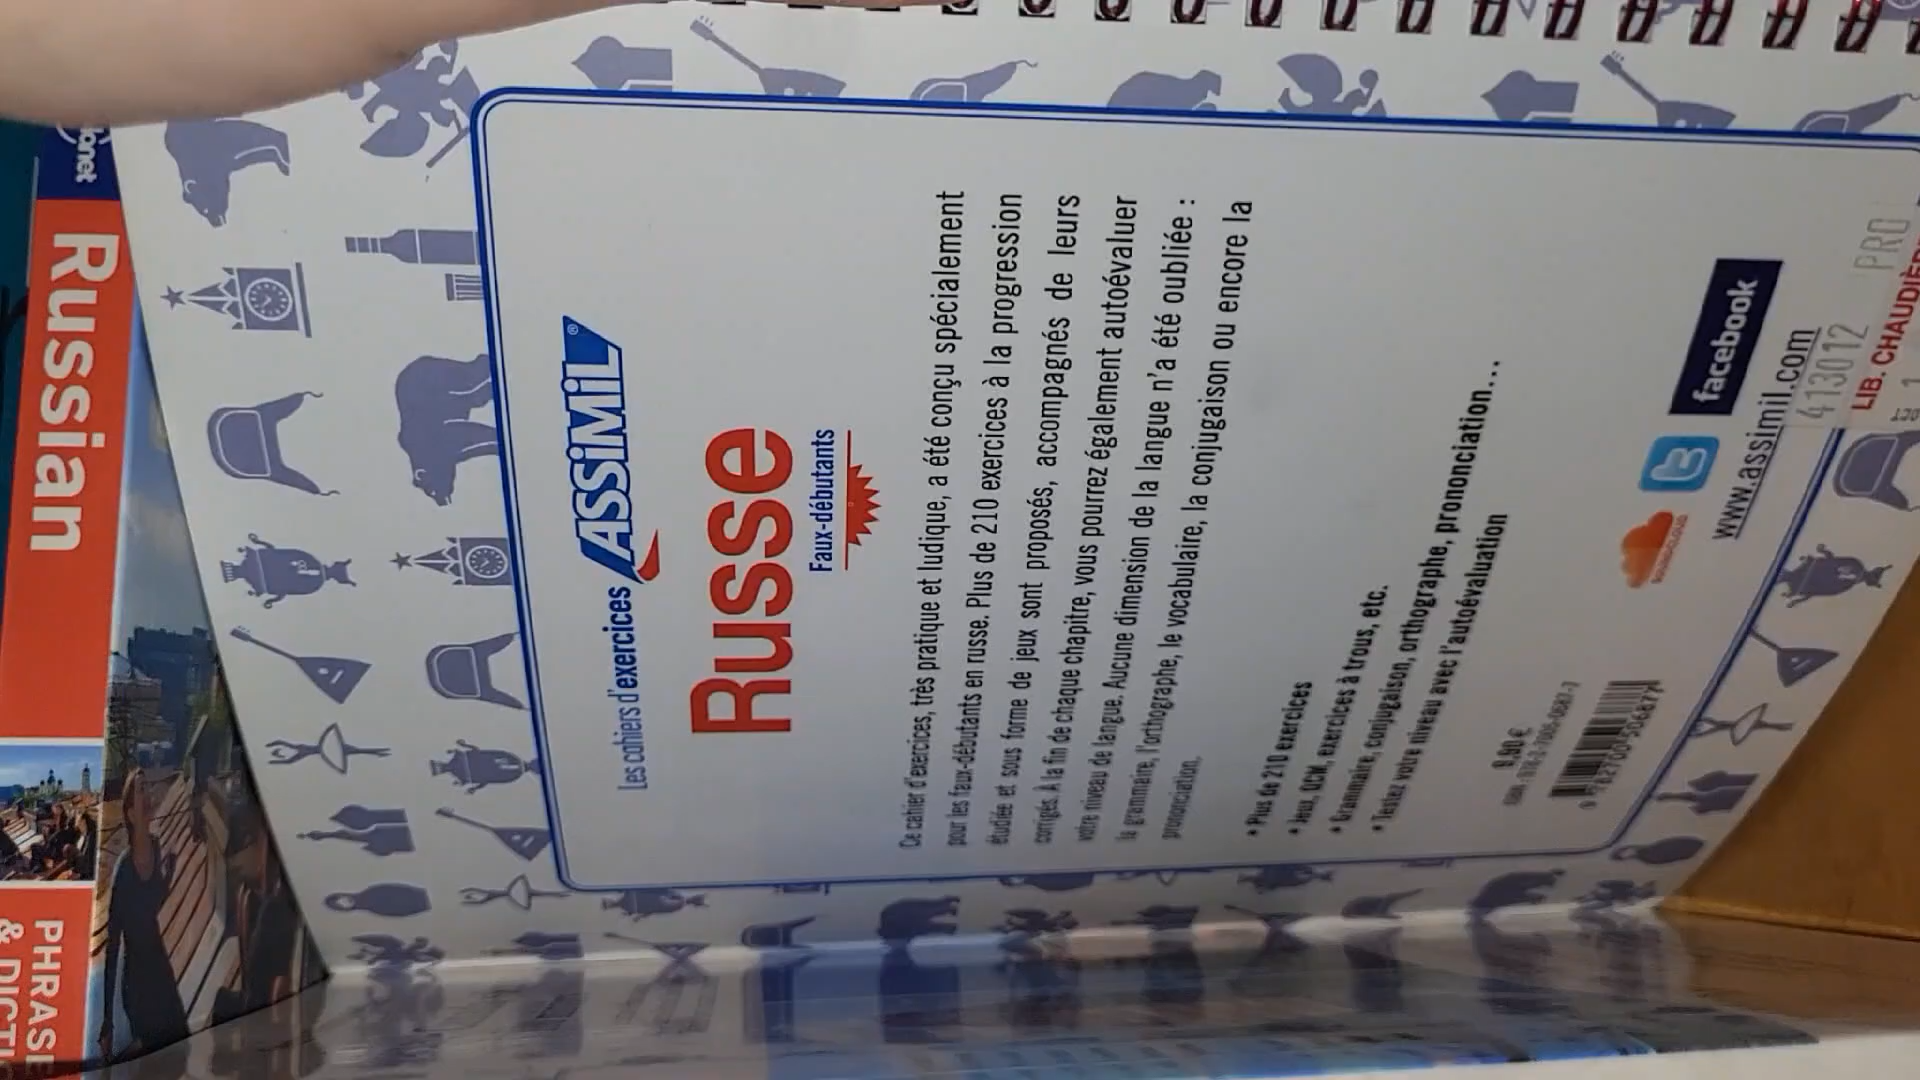 Les cahiers d'exercices ASSiMiL®
Russe
Faux-débutants
Ce cahier d'exercices, très pratique et ludique, a été conçu spécialement
pour les faux-débutants en russe. Plus de 210 exercices à la progression
étudiée et sous forme de jeux sont proposés, accompagnés de leurs
corrigés. À la fin de chaque chapitre, vous pourrez également autoévaluer
votre niveau de langue. Aucune dimension de la langue n'a été oubliée :
la grammaire, l'orthographe, le vocabulaire, la conjugaison ou encore la
prononciation.
• Plus de 210 exercices
• Jeux, QCM, exercices à trous, etc.
• Grammaire, conjugaison, orthographe, prononciation...
• Testez votre niveau avec l'autoévaluation
9,90 €
facebook
www.assimil.com
413012 PRO
LIB. CHAUDIÈR
Russian
PHRAS
& DICTI
onet